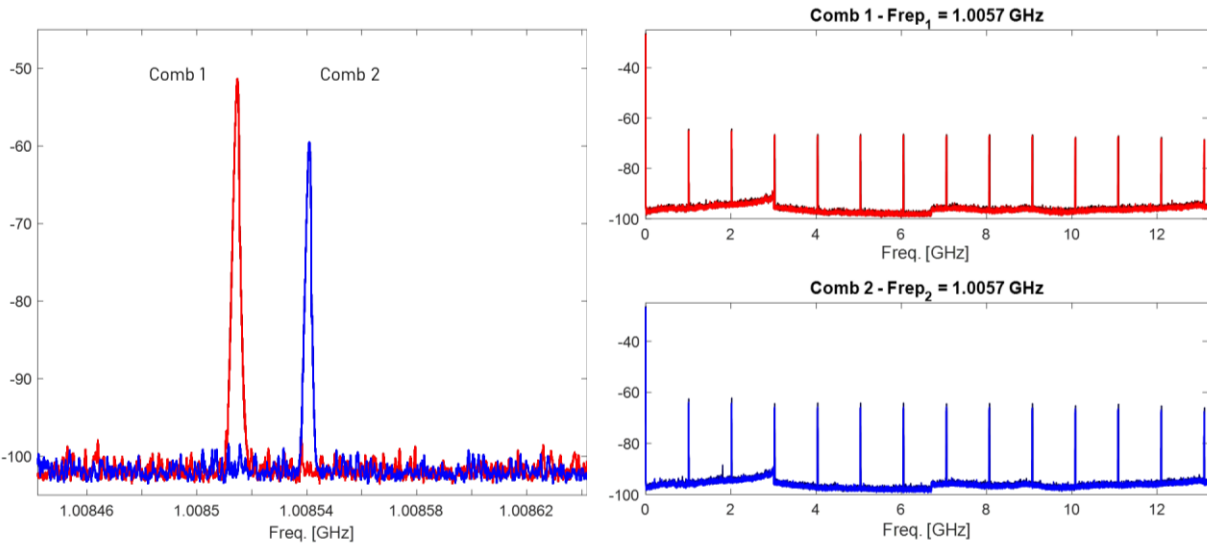 Comb 1
Comb 2
-50
-60
-70
-80
-90
-100
1.00846
1.0085
1.00854
1.00858
1.00862
Freq. [GHz]
Comb 1 - Frep1 = 1.0057 GHz
-40
-60
-80
-100
0 2 4 6 8 10 12
Freq. [GHz]
Comb 2 - Frep2 = 1.0057 GHz
-40
-60
-80
-100
0 2 4 6 8 10 12
Freq. [GHz]